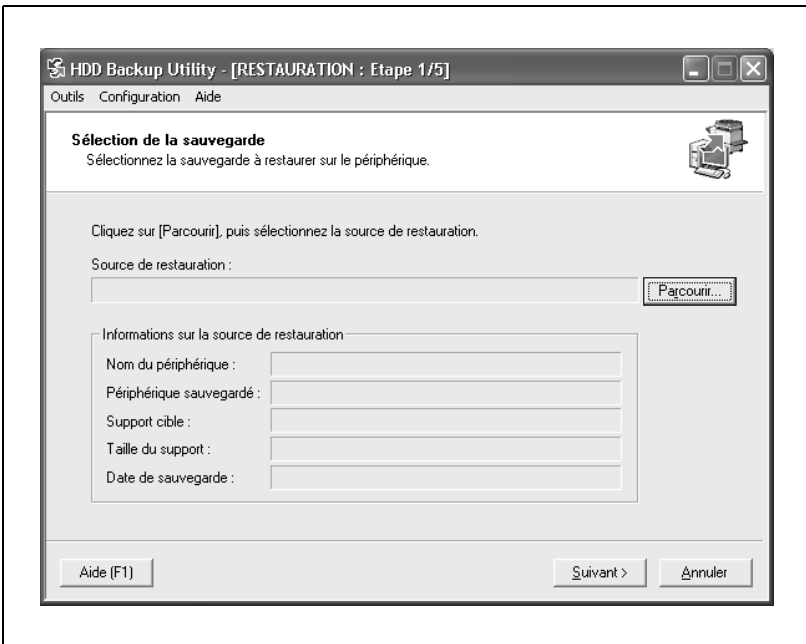 HDD Backup Utility - [RESTAURATION : Etape 1/5]
Outils Configuration Aide
Sélection de la sauvegarde
Sélectionnez la sauvegarde à restaurer sur le périphérique.
Cliquez sur [Parcourir], puis sélectionnez la source de restauration.
Source de restauration :
Parcourir...
Informations sur la source de restauration
Nom du périphérique :
Périphérique sauvegardé :
Support cible :
Taille du support :
Date de sauvegarde :
Aide (F1) Suivant > Annuler